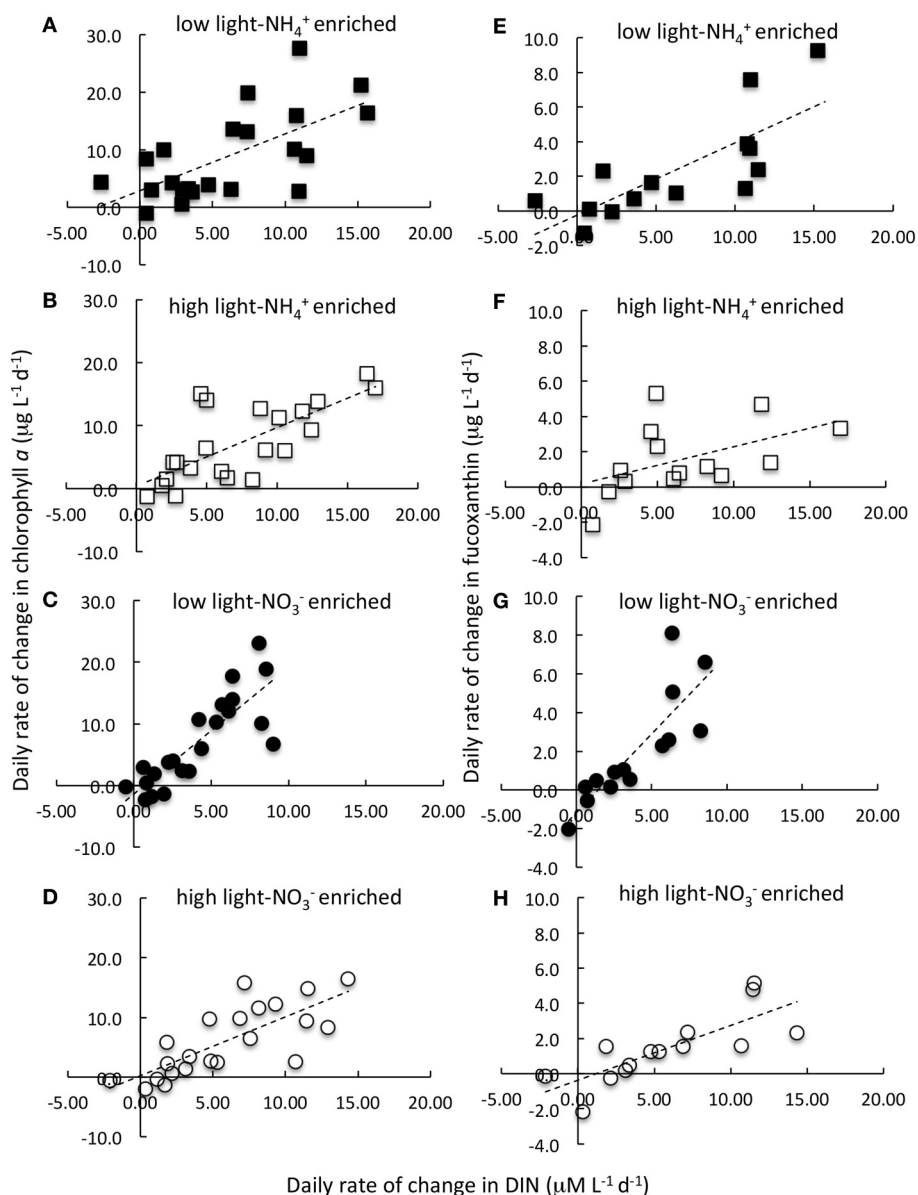 A
low light-NH₄⁺ enriched
30.0
20.0
10.0
0.0
-10.0
-5.00 0.00 5.00 10.00 15.00 20.00
E
low light-NH₄⁺ enriched
10.0
8.0
6.0
4.0
2.0
0.0
-2.0
-5.00 0.00 5.00 10.00 15.00 20.00
B
high light-NH₄⁺ enriched
30.0
20.0
10.0
0.0
-10.0
-5.00 0.00 5.00 10.00 15.00 20.00
F
high light-NH₄⁺ enriched
10.0
8.0
6.0
4.0
2.0
0.0
-2.0
-4.0
-5.00 0.00 5.00 10.00 15.00 20.00
C
low light-NO₃⁻ enriched
30.0
20.0
10.0
0.0
-10.0
-5.00 0.00 5.00 10.00 15.00 20.00
G
low light-NO₃⁻ enriched
10.0
8.0
6.0
4.0
2.0
0.0
-2.0
-4.0
-5.00 0.00 5.00 10.00 15.00 20.00
D
high light-NO₃⁻ enriched
30.0
20.0
10.0
0.0
-10.0
-5.00 0.00 5.00 10.00 15.00 20.00
H
high light-NO₃⁻ enriched
10.0
8.0
6.0
4.0
2.0
0.0
-2.0
-4.0
-5.00 0.00 5.00 10.00 15.00 20.00
Daily rate of change in chlorophyll a (μg L⁻¹ d⁻¹)
Daily rate of change in fucoxanthin (μg L⁻¹ d⁻¹)
Daily rate of change in DIN (μM L⁻¹ d⁻¹)